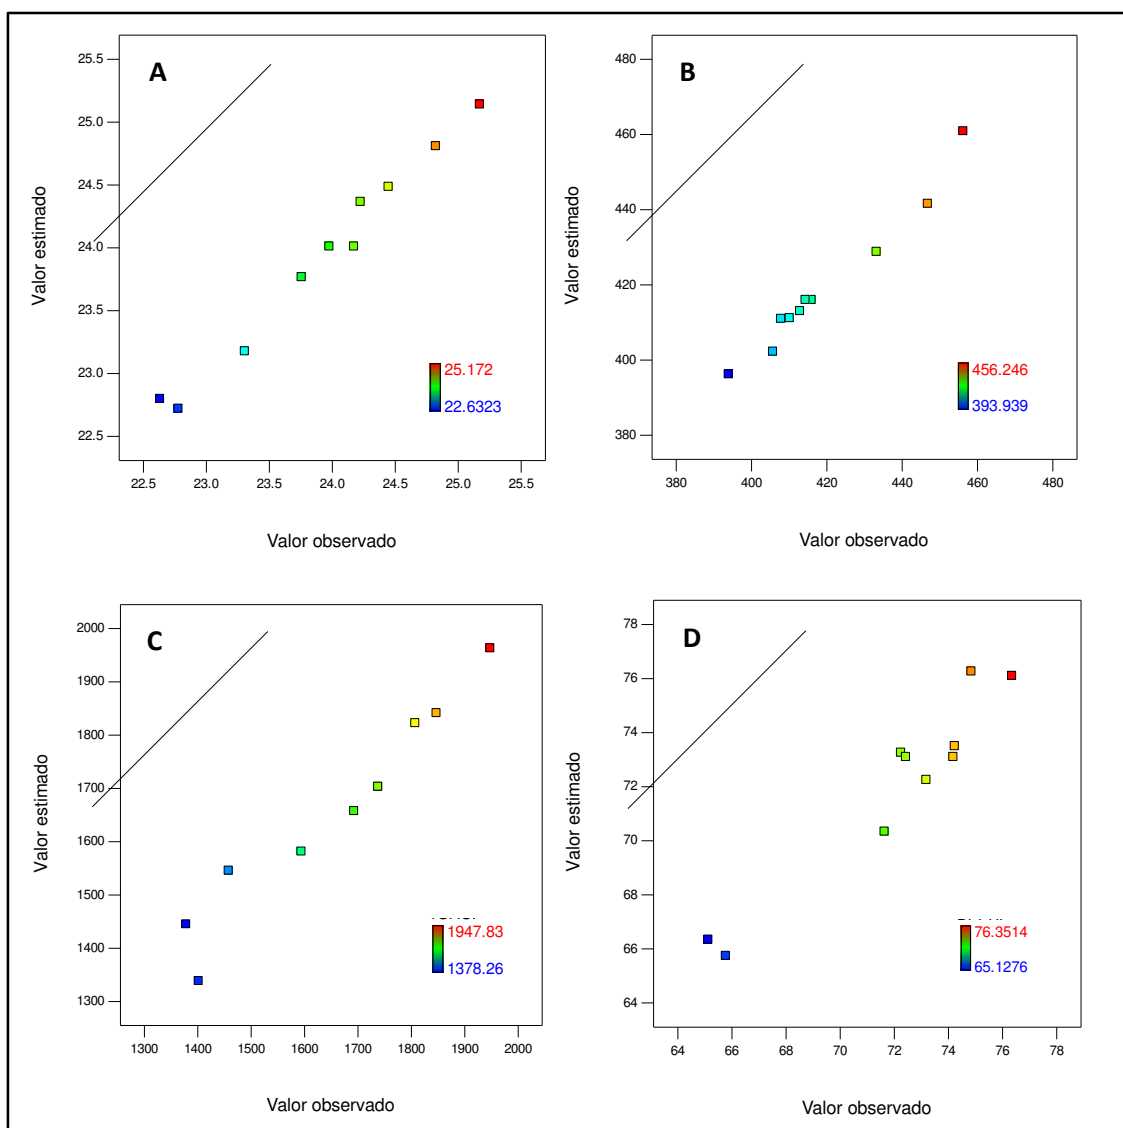 A
25.5
25.0
24.5
24.0
23.5
23.0
22.5
Valor estimado
25.172
22.6323
22.5 23.0 23.5 24.0 24.5 25.0 25.5
Valor observado
B
480
460
440
420
400
380
Valor estimado
456.246
393.939
380 400 420 440 460 480
Valor observado
C
2000
1900
1800
1700
1600
1500
1400
1300
Valor estimado
1947.83
1378.26
1300 1400 1500 1600 1700 1800 1900 2000
Valor observado
D
78
76
74
72
70
68
66
64
Valor estimado
76.3514
65.1276
64 66 68 70 72 74 76 78
Valor observado